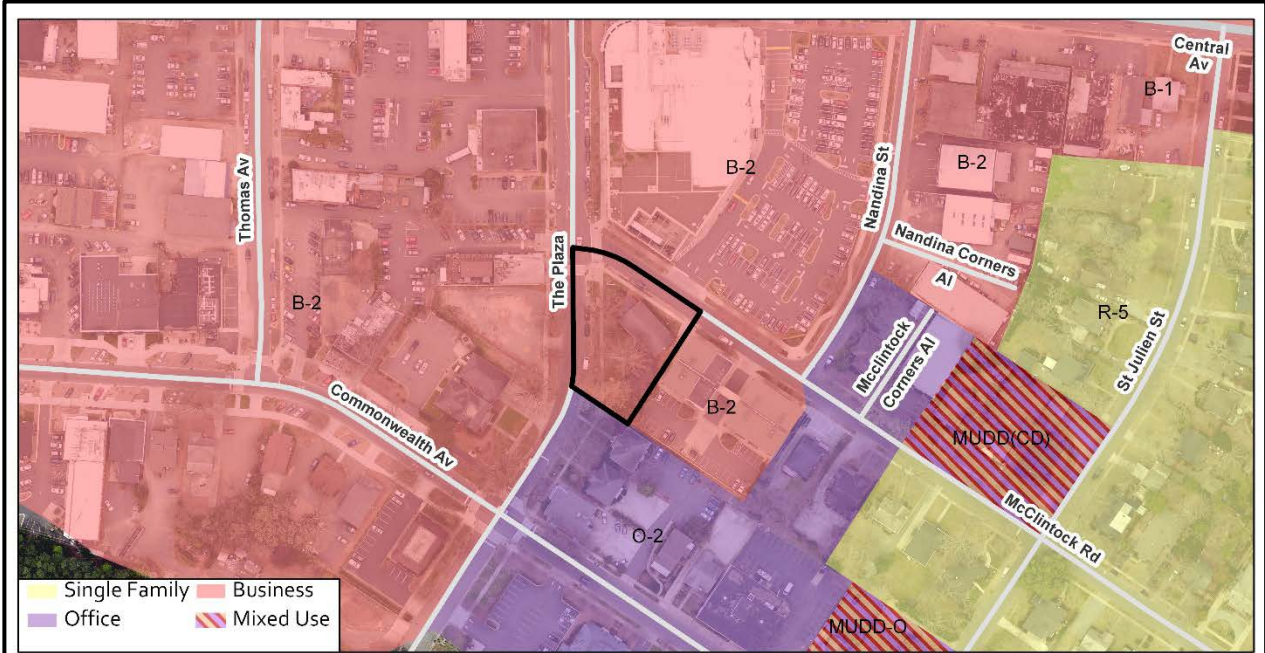 Central
Av
B-1
B-2
B-2
Nandina St
Thomas Av
The Plaza
Nandina Corners
Al
B-2
R-5
Mcclintock
Corners Al
St Julien St
Commonwealth Av
B-2
MUDD(CD)
McClintock Rd
O-2
MUDD-O
Single Family
Business
Office
Mixed Use